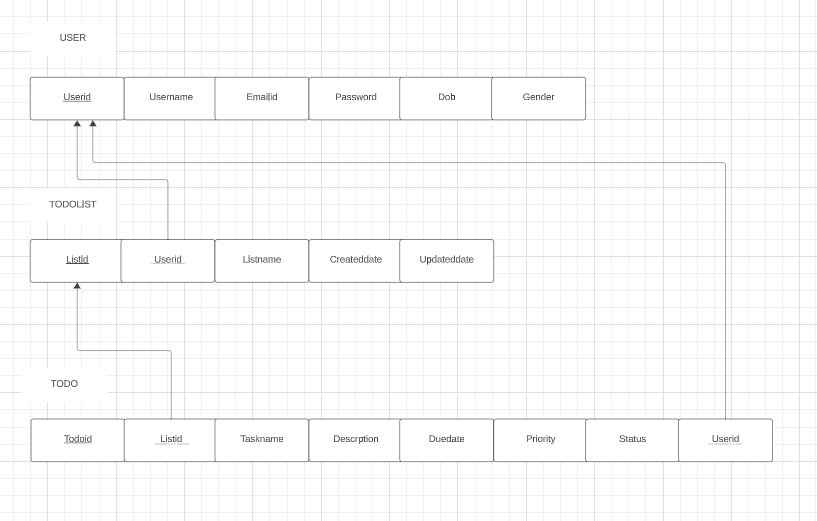 USER
Userid Username Emailid Password Dob Gender
TODOLIST
Listid Userid Listname Createddate Updateddate
TODO
Todoid Listid Taskname Descrption Duedate Priority Status Userid